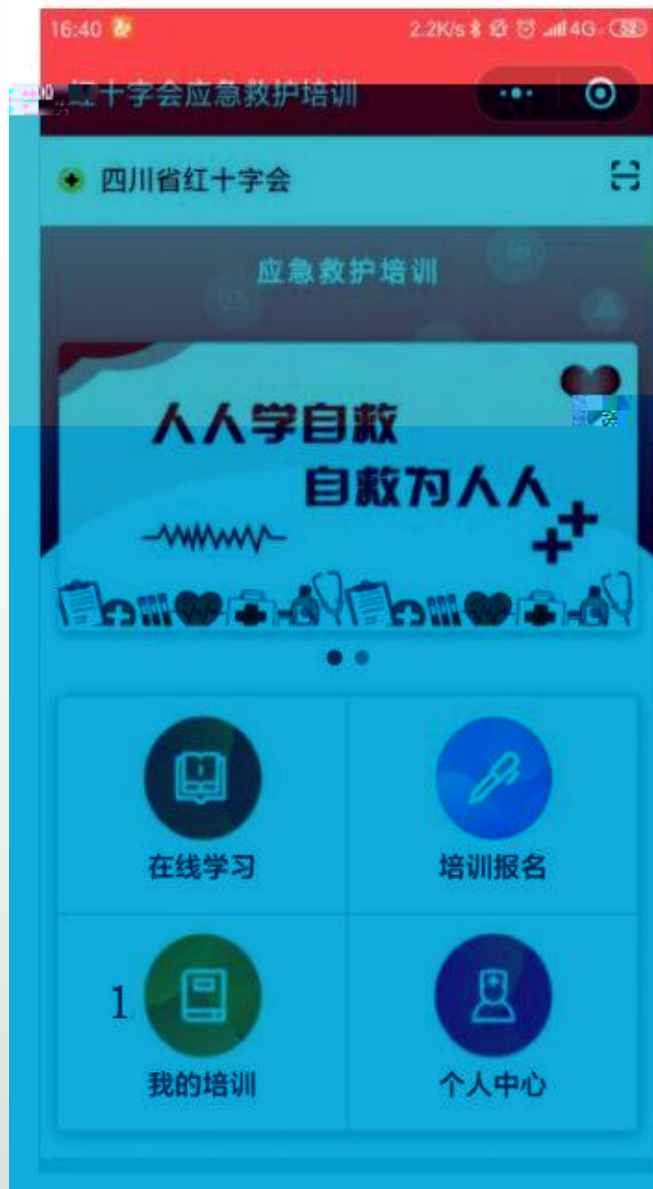 16:40 2.2K/s 4G 52
红十字会应急救护培训
四川省红十字会
应急救护培训
人人学自救
自救为人人
在线学习 培训报名
1
我的培训 个人中心